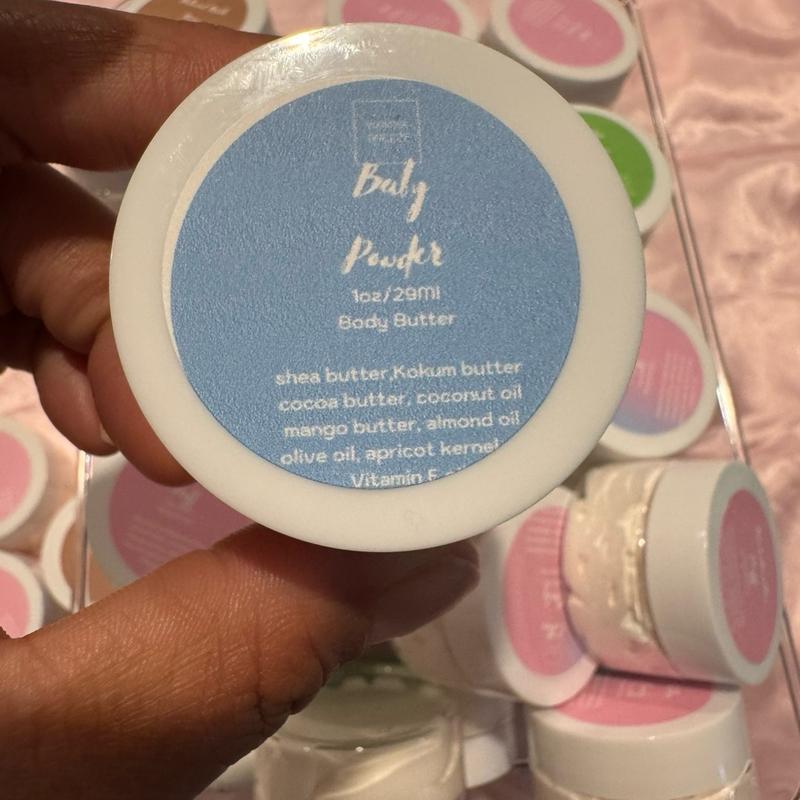 Baby
Powder
1oz/29Ml
Body Butter
shea butter,Kokum butter
cocoa butter, coconut oil
mango butter, almond oil
olive oil, apricot kernel
Vitamin E